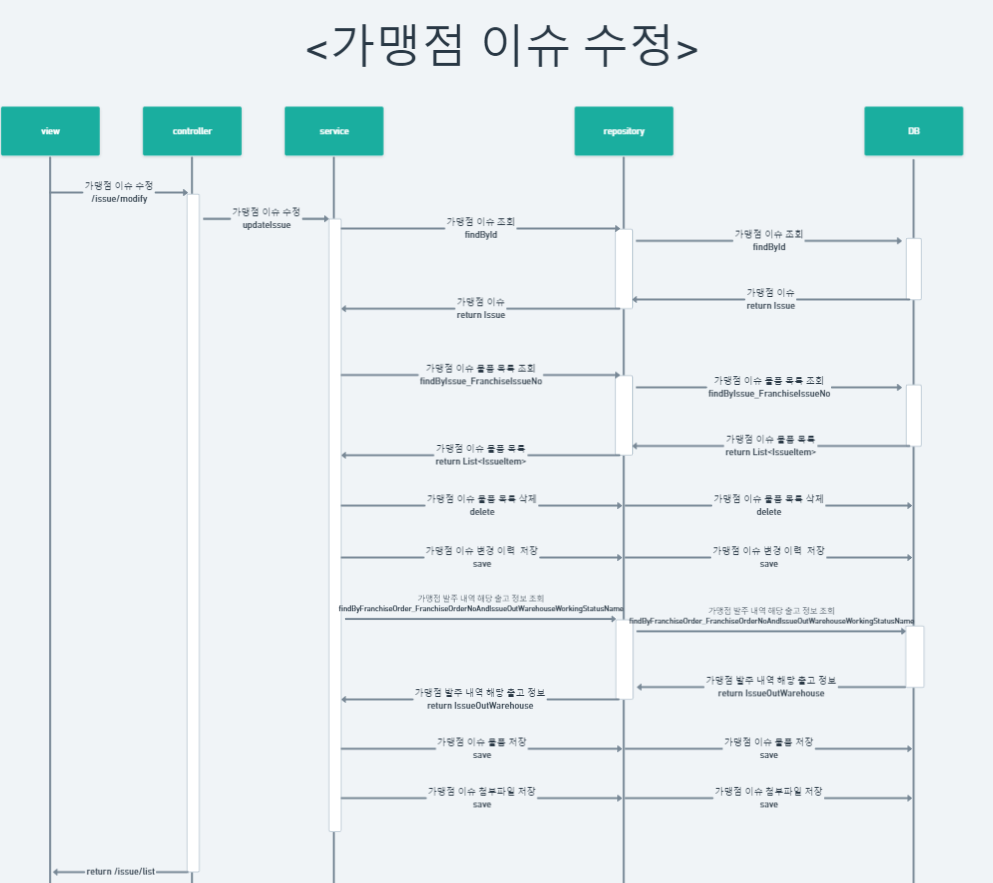 <가맹점 이슈 수정>
view
controller
service
repository
DB
가맹점 이슈 수정
/issue/modify
가맹점 이슈 수정
updateIssue
가맹점 이슈 조회
findById
가맹점 이슈 조회
findById
가맹점 이슈
return Issue
가맹점 이슈
return Issue
가맹점 이슈 물품 목록 조회
findByIssue_FranchiseIssueNo
가맹점 이슈 물품 목록 조회
findByIssue_FranchiseIssueNo
가맹점 이슈 물품 목록
return List<IssueItem>
가맹점 이슈 물품 목록
return List<IssueItem>
가맹점 이슈 물품 목록 삭제
delete
가맹점 이슈 물품 목록 삭제
delete
가맹점 이슈 변경 이력 저장
save
가맹점 이슈 변경 이력 저장
save
가맹점 발주 내역 해당 출고 정보 조회
findByFranchiseOrder_FranchiseOrderNoAndIssueOutWarehouseWorkingStatusName
가맹점 발주 내역 해당 출고 정보 조회
findByFranchiseOrder_FranchiseOrderNoAndIssueOutWarehouseWorkingStatusName
가맹점 발주 내역 해당 출고 정보
return IssueOutWarehouse
가맹점 발주 내역 해당 출고 정보
return IssueOutWarehouse
가맹점 이슈 물품 저장
save
가맹점 이슈 물품 저장
save
가맹점 이슈 첨부파일 저장
save
가맹점 이슈 첨부파일 저장
save
return /issue/list